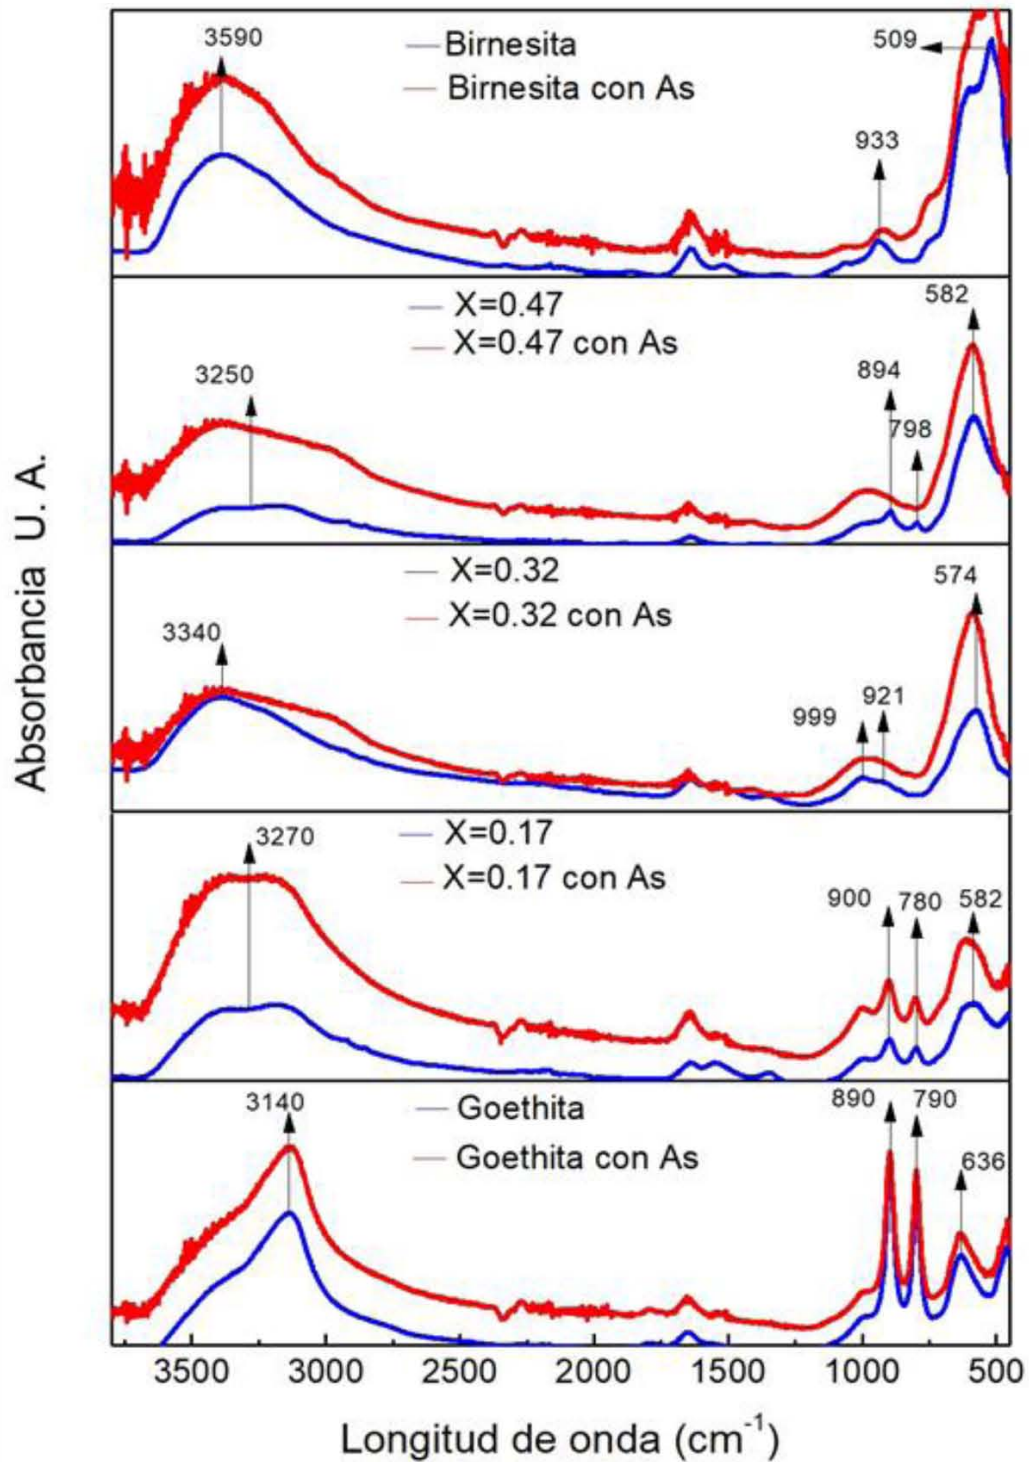 3590
Birnesita
Birnesita con As
509
933
X=0.47
X=0.47 con As
582
3250
894
798
X=0.32
X=0.32 con As
574
3340
999
921
X=0.17
X=0.17 con As
3270
900
780
582
Goethita
Goethita con As
3140
890
790
636
Absorbancia U. A.
3500
3000
2500
2000
1500
1000
500
Longitud de onda (cm⁻¹)